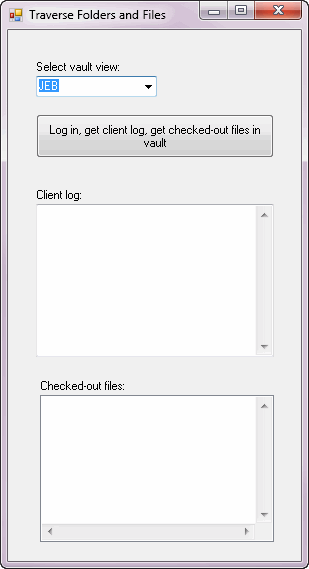 Traverse Folders and Files
Select vault view:
JEB
Log in, get client log, get checked-out files in
vault
Client log:
Checked-out files: